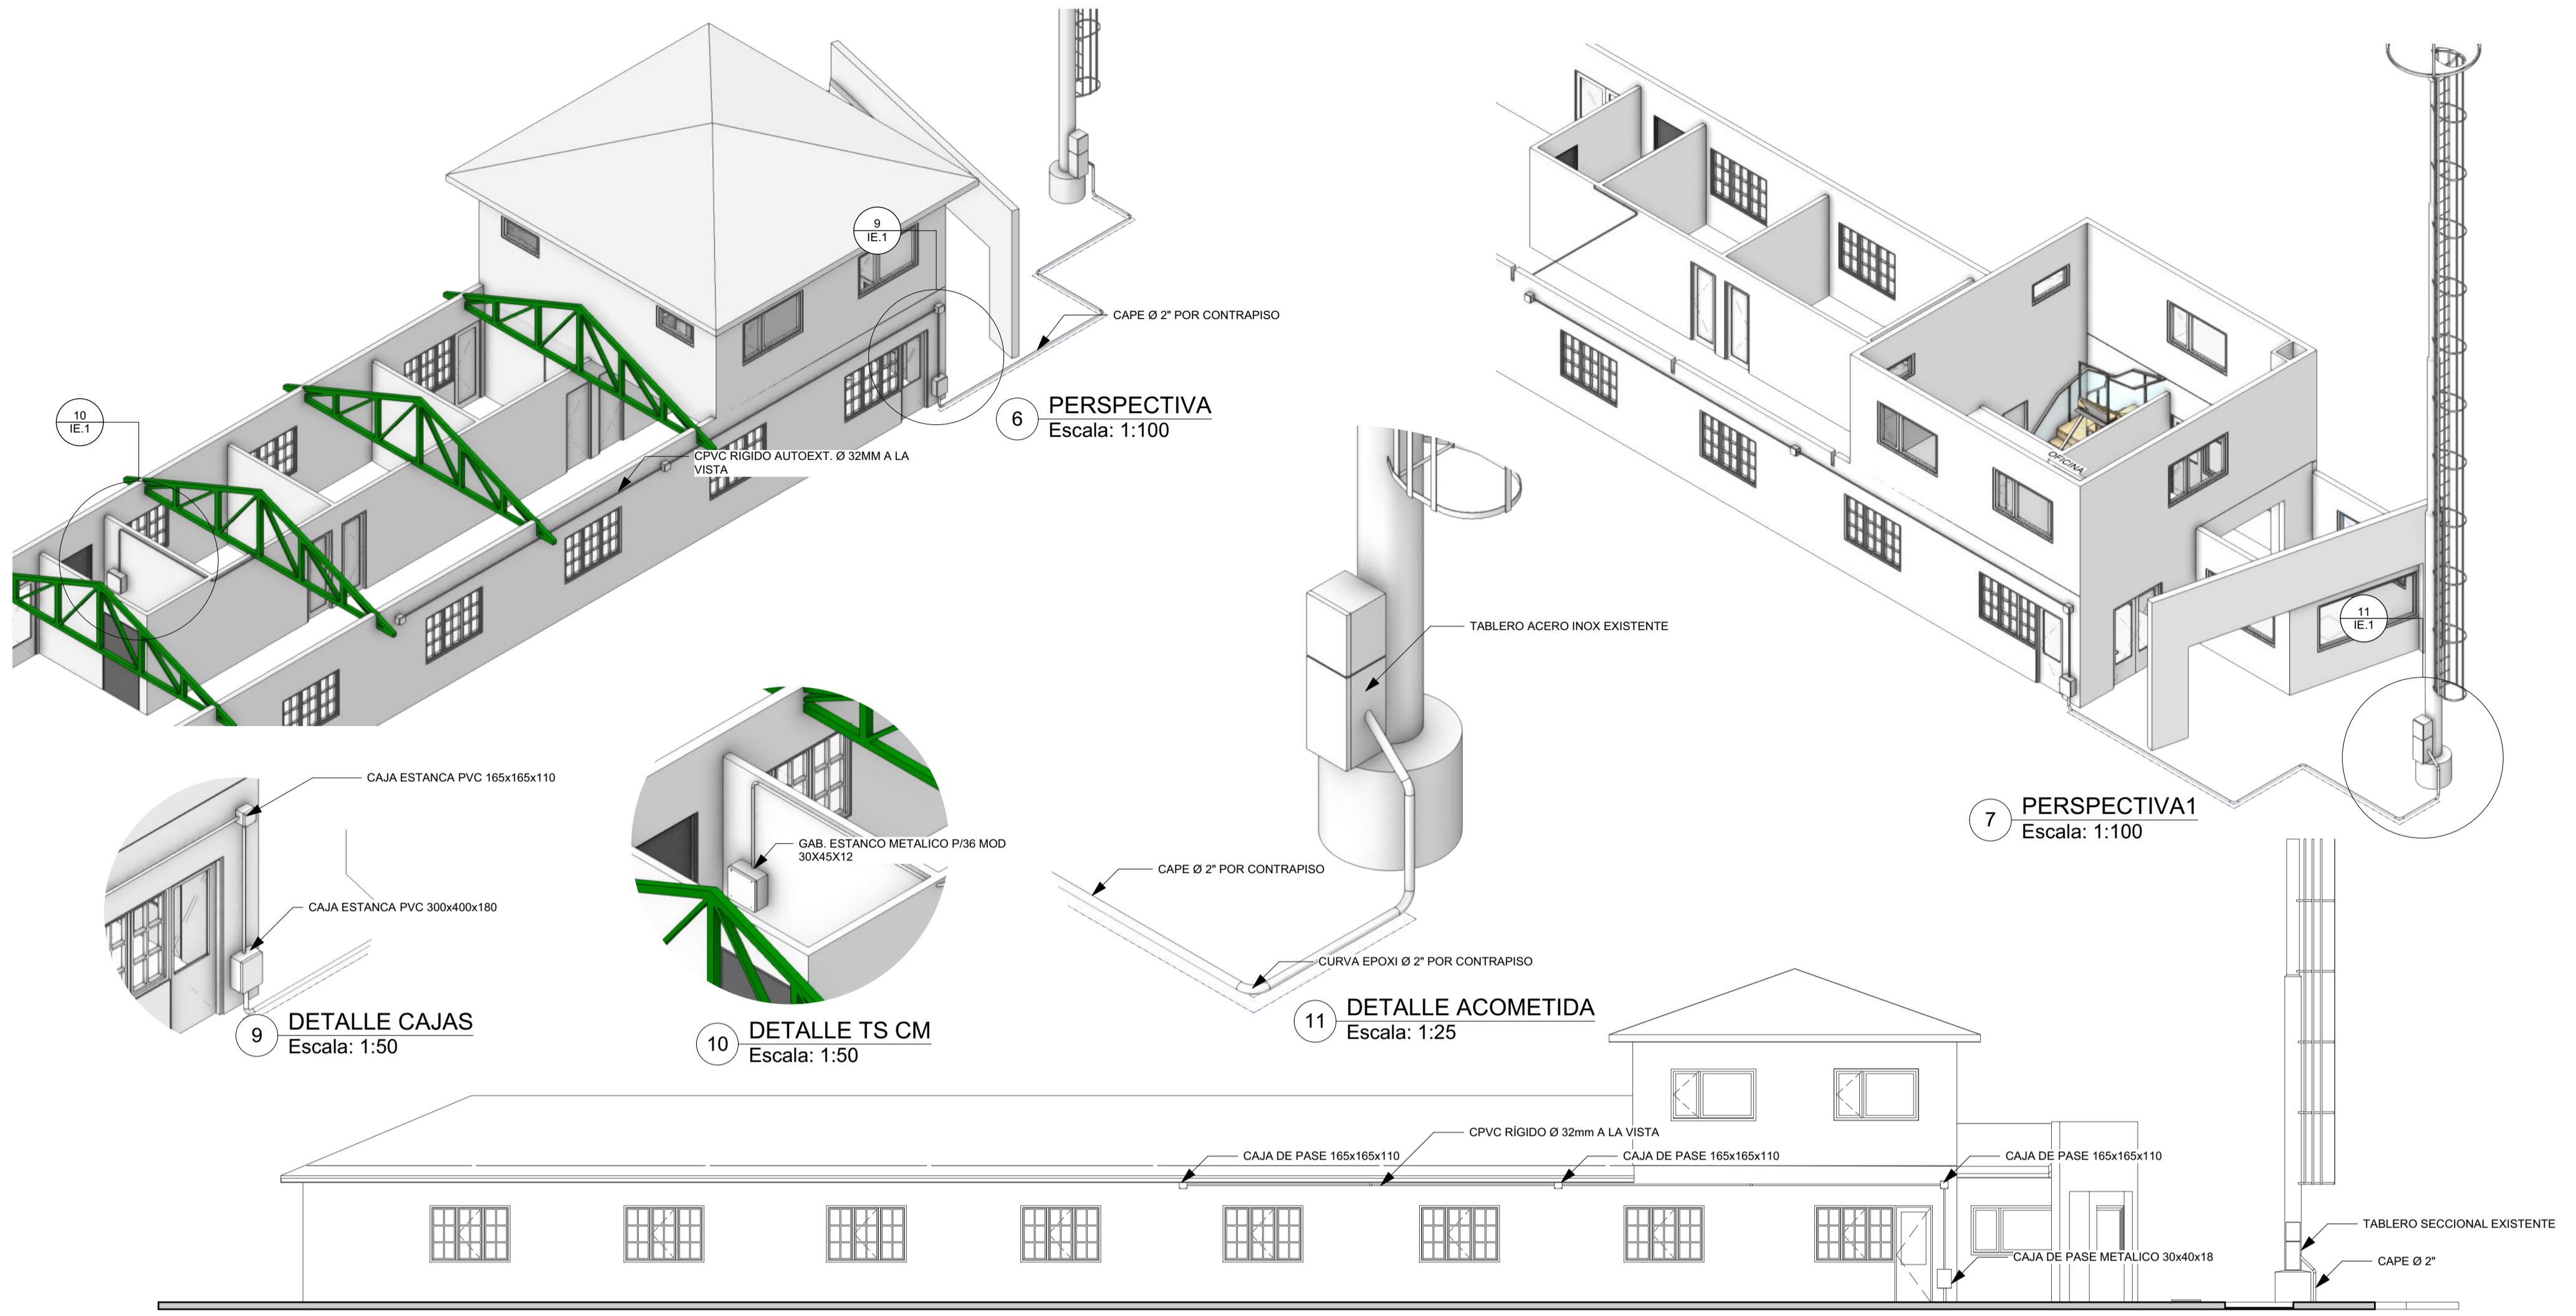 9
IE.1
CAPE Ø 2" POR CONTRAPISO
6
PERSPECTIVA
Escala: 1:100
10
IE.1
CPVC RIGIDO AUTOEXT. Ø 32MM A LA
VISTA
OFICINA
11
IE.1
TABLERO ACERO INOX EXISTENTE
7
PERSPECTIVA1
Escala: 1:100
CAJA ESTANCA PVC 165x165x110
CAJA ESTANCA PVC 300x400x180
9
DETALLE CAJAS
Escala: 1:50
GAB. ESTANCO METALICO P/36 MOD
30X45X12
10
DETALLE TS CM
Escala: 1:50
CAPE Ø 2" POR CONTRAPISO
CURVA EPOXI Ø 2" POR CONTRAPISO
11
DETALLE ACOMETIDA
Escala: 1:25
CPVC RÍGIDO Ø 32mm A LA VISTA
CAJA DE PASE 165x165x110
CAJA DE PASE 165x165x110
CAJA DE PASE 165x165x110
TABLERO SECCIONAL EXISTENTE
CAJA DE PASE METALICO 30x40x18
CAPE Ø 2"